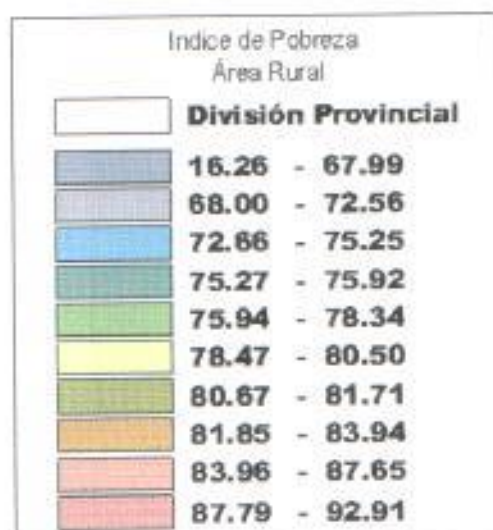 Indice de Pobreza
Área Rural
División Provincial
16.26 - 67.99
68.00 - 72.56
72.66 - 75.25
75.27 - 75.92
75.94 - 78.34
78.47 - 80.50
80.67 - 81.71
81.85 - 83.94
83.96 - 87.65
87.79 - 92.91